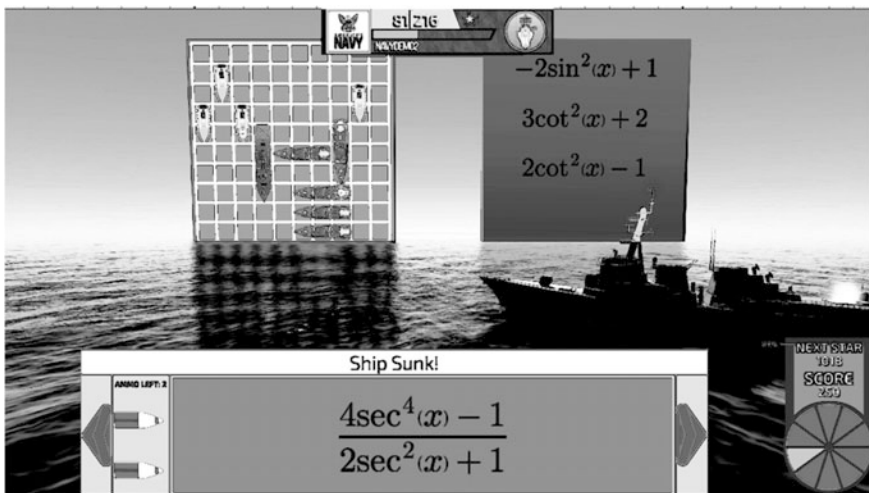 81/216
NAVY
NAVYDEMO2
−2sin²(x) + 1
3cot²(x) + 2
2cot²(x) − 1
Ship Sunk!
AMMO LEFT: 2
4sec⁴(x) − 1
2sec²(x) + 1
NEXT STAR
1018
SCORE
250